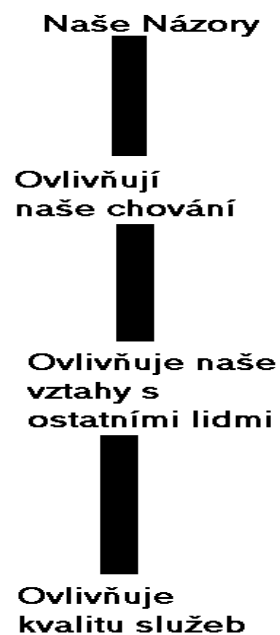 Naše Názory
Ovlivňují
naše chování
Ovlivňuje naše
vztahy s
ostatními lidmi
Ovlivňuje
kvalitu služeb